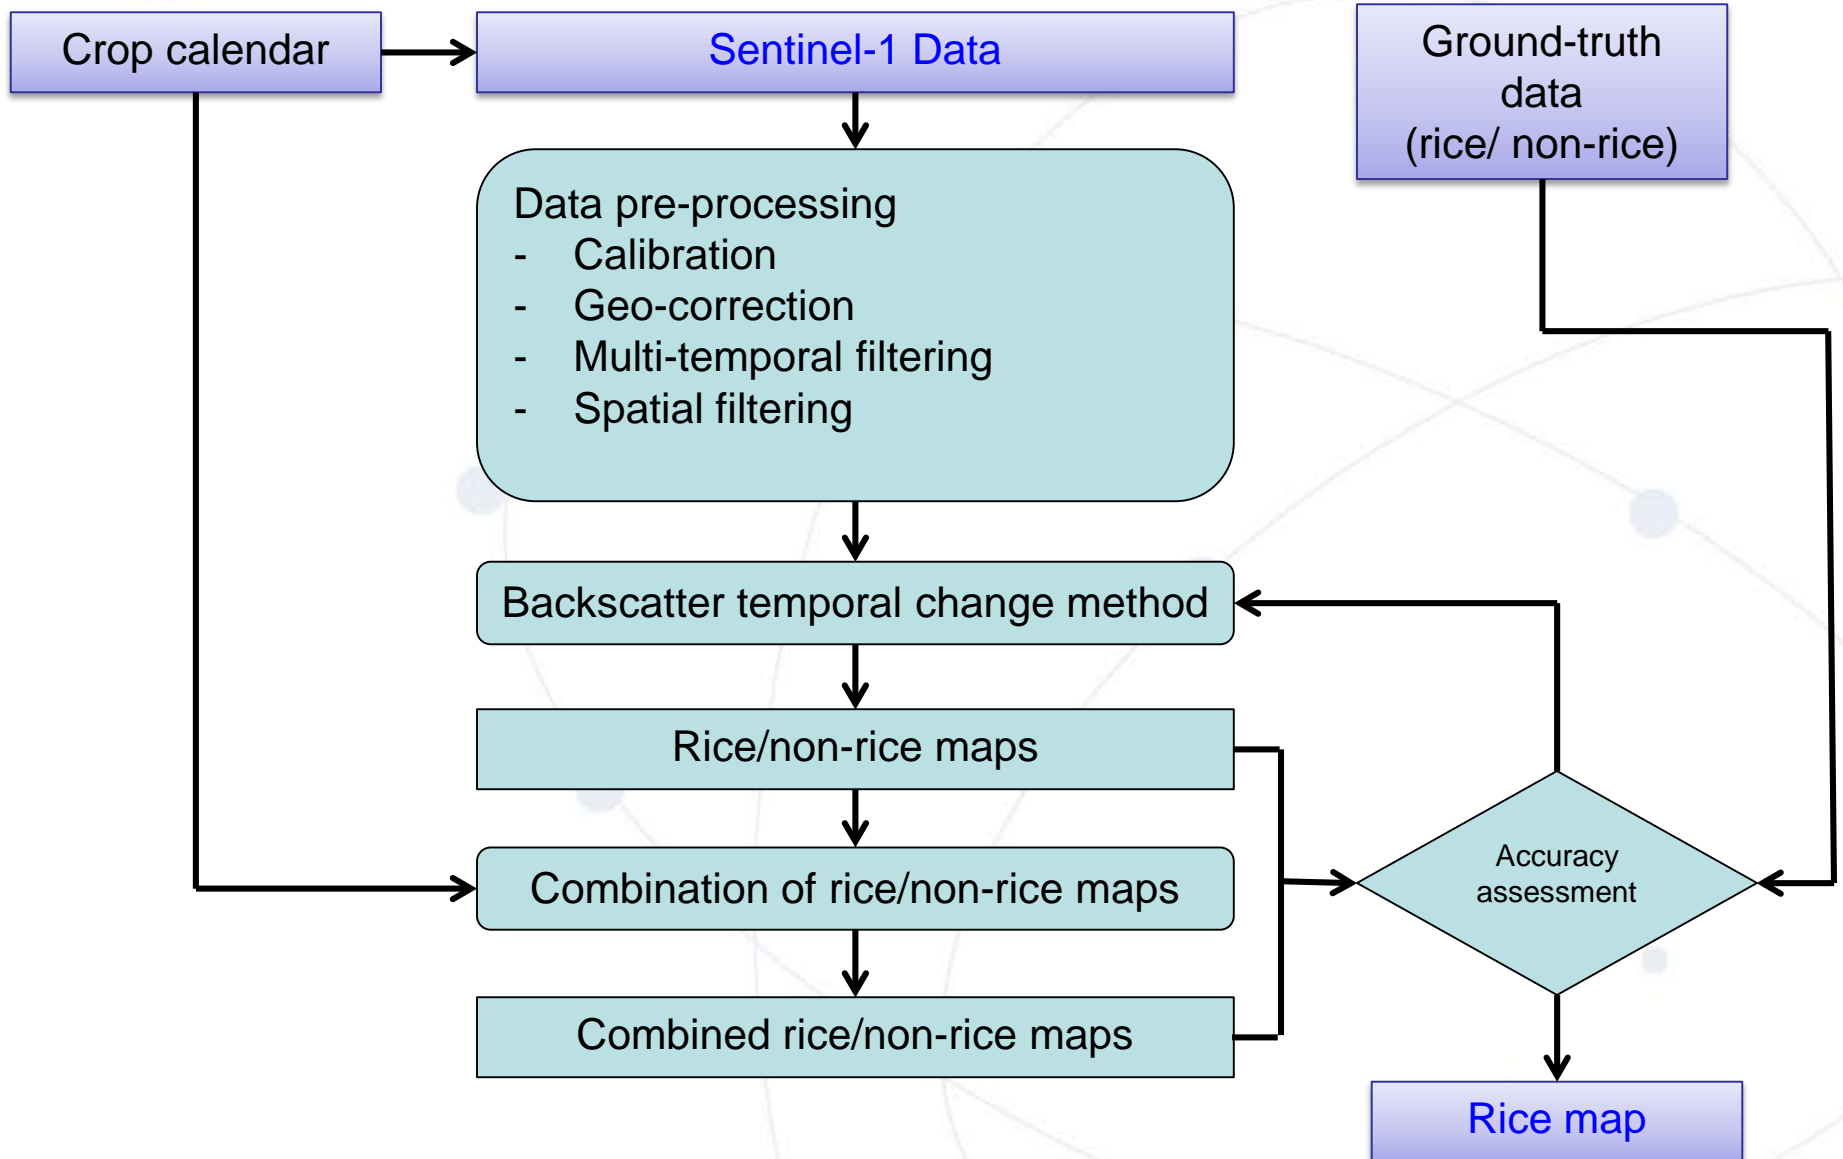 Crop calendar
Sentinel-1 Data
Ground-truth
data
(rice/ non-rice)
Data pre-processing
- Calibration
- Geo-correction
- Multi-temporal filtering
- Spatial filtering
Backscatter temporal change method
Rice/non-rice maps
Combination of rice/non-rice maps
Accuracy
assessment
Combined rice/non-rice maps
Rice map